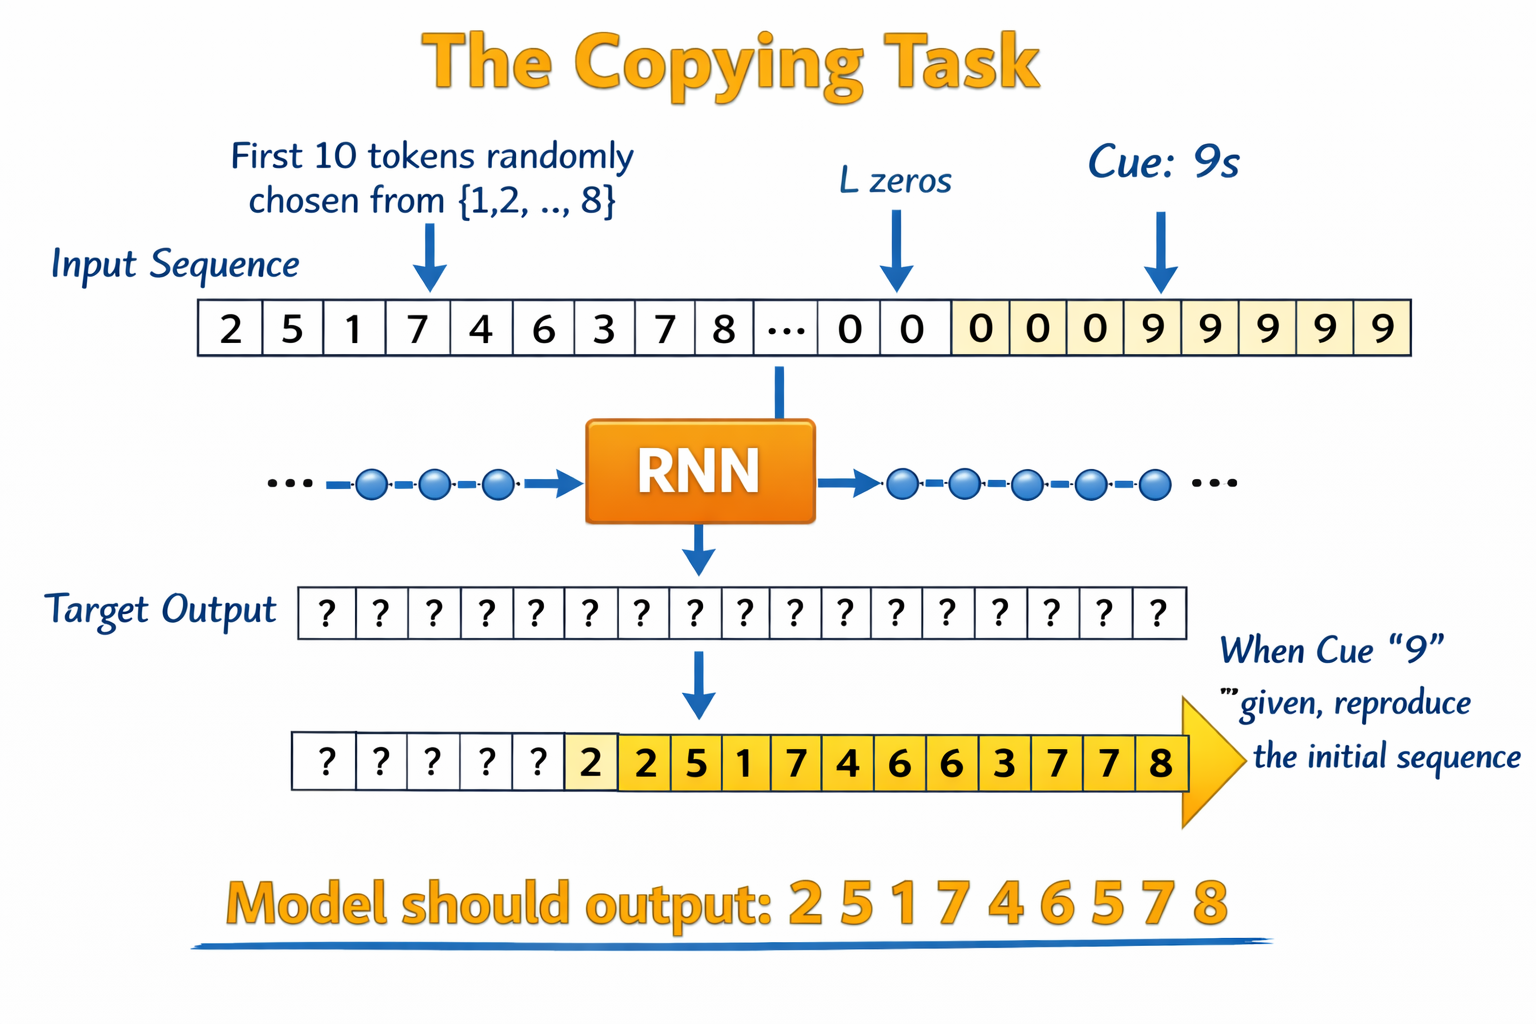 The Copying Task
First 10 tokens randomly
chosen from {1,2, .., 8}
L zeros
Cue: 9s
Input Sequence
2 5 1 7 4 6 3 7 8 ... 0 0 0 0 0 9 9 9 9 9
... RNN ...
Target Output
? ? ? ? ? ? ? ? ? ? ? ? ? ? ? ? ?
When Cue “9”
"'given, reproduce
the initial sequence
? ? ? ? ? 2 2 5 1 7 4 6 6 3 7 7 8
Model should output: 2 5 1 7 4 6 5 7 8